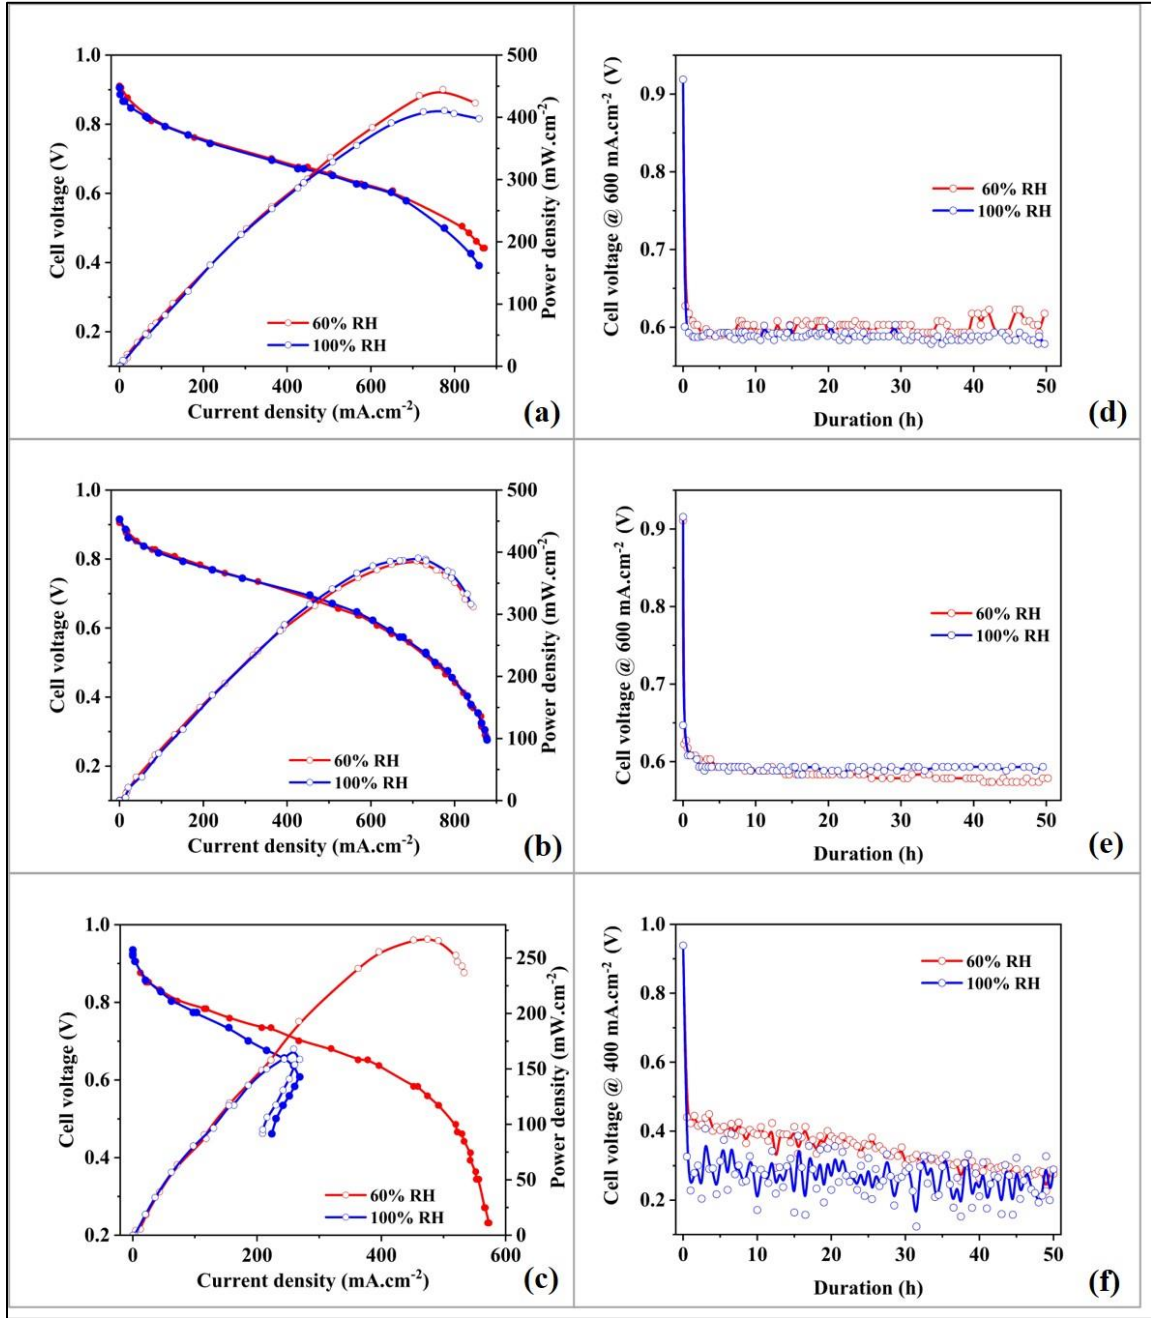 1.0
0.8
0.6
0.4
0.2
Cell voltage (V)
500
400
300
200
100
0
Power density (mW.cm⁻²)
60% RH
100% RH
0 200 400 600 800
Current density (mA.cm⁻²)
(a)
0.9
0.8
0.7
0.6
Cell voltage @ 600 mA.cm⁻² (V)
60% RH
100% RH
0 10 20 30 40 50
Duration (h)
(d)
1.0
0.8
0.6
0.4
0.2
Cell voltage (V)
500
400
300
200
100
0
Power density (mW.cm⁻²)
60% RH
100% RH
0 200 400 600 800
Current density (mA.cm⁻²)
(b)
0.9
0.8
0.7
0.6
Cell voltage @ 600 mA.cm⁻² (V)
60% RH
100% RH
0 10 20 30 40 50
Duration (h)
(e)
1.0
0.8
0.6
0.4
0.2
Cell voltage (V)
250
200
150
100
50
0
Power density (mW.cm⁻²)
60% RH
100% RH
0 200 400 600
Current density (mA.cm⁻²)
(c)
1.0
0.8
0.6
0.4
0.2
Cell voltage @ 400 mA.cm⁻² (V)
60% RH
100% RH
0 10 20 30 40 50
Duration (h)
(f)